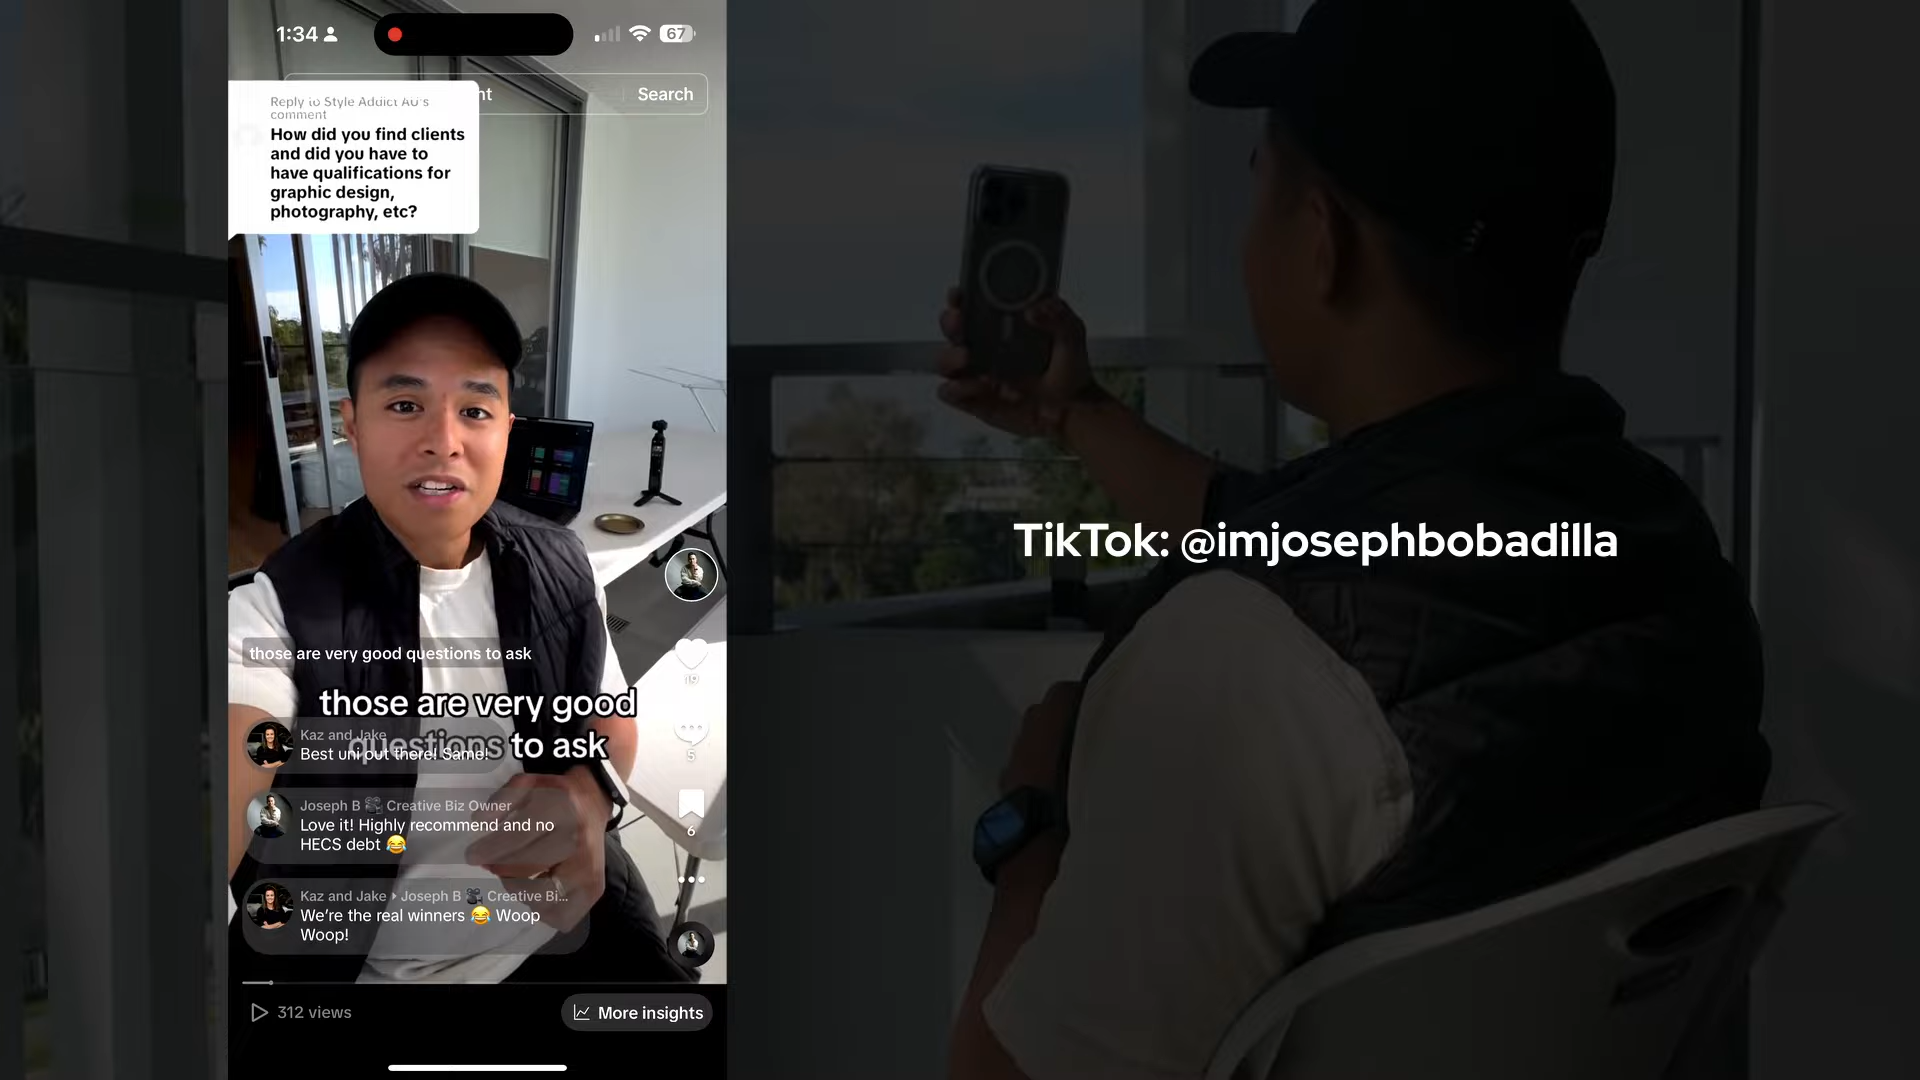 1:34
67
nt
Search
Reply to Style Addict AU's
comment
How did you find clients
and did you have to
have qualifications for
graphic design,
photography, etc?
TikTok: @imjosephbobadilla
those are very good questions to ask
those are very good
questions to ask
19
5
6
Kaz and Jake
Best uni out there! Same!
Joseph B 🎥 Creative Biz Owner
Love it! Highly recommend and no
HECS debt 😂
Kaz and Jake ▸ Joseph B 🎥 Creative Bi...
We're the real winners 😂 Woop
Woop!
312 views
More insights